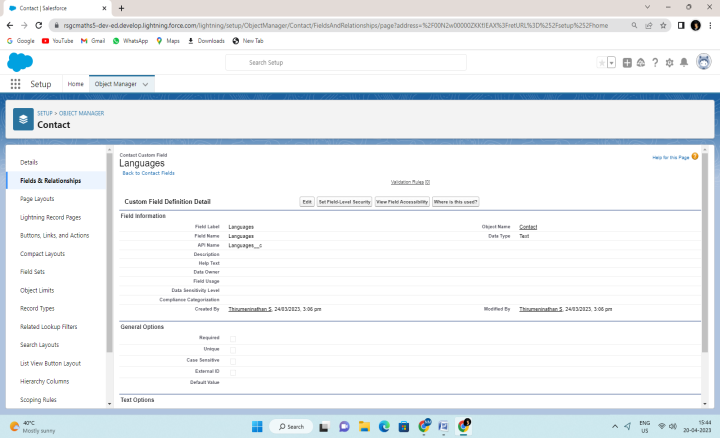 Contact | Salesforce
rsgcmaths5-dev-ed.develop.lightning.force.com/lightning/setup/ObjectManager/Contact/FieldsAndRelationships/page?address=%2F00N2w00000ZKKfIEAX%3FretURL%3D%252Fsetup%252Fhome
Google YouTube Gmail WhatsApp Maps Downloads New Tab
Search Setup
Setup Home Object Manager
SETUP > OBJECT MANAGER
Contact
Details
Fields & Relationships
Page Layouts
Lightning Record Pages
Buttons, Links, and Actions
Compact Layouts
Field Sets
Object Limits
Record Types
Related Lookup Filters
Search Layouts
List View Button Layout
Hierarchy Columns
Scoping Rules
Contact Custom Field
Languages
Help for this Page
Back to Contact Fields
Validation Rules [0]
Custom Field Definition Detail Edit Set Field-Level Security View Field Accessibility Where is this used?
Field Information
Field Label Languages Object Name Contact
Field Name Languages Data Type Text
API Name Languages__c
Description
Help Text
Data Owner
Field Usage
Data Sensitivity Level
Compliance Categorization
Created By Thirumeninathan S, 24/03/2023, 3:06 pm Modified By Thirumeninathan S, 24/03/2023, 3:06 pm
General Options
Required
Unique
Case Sensitive
External ID
Default Value
Text Options
40°C
Mostly sunny
Search
ENG
US
15:44
20-04-2023